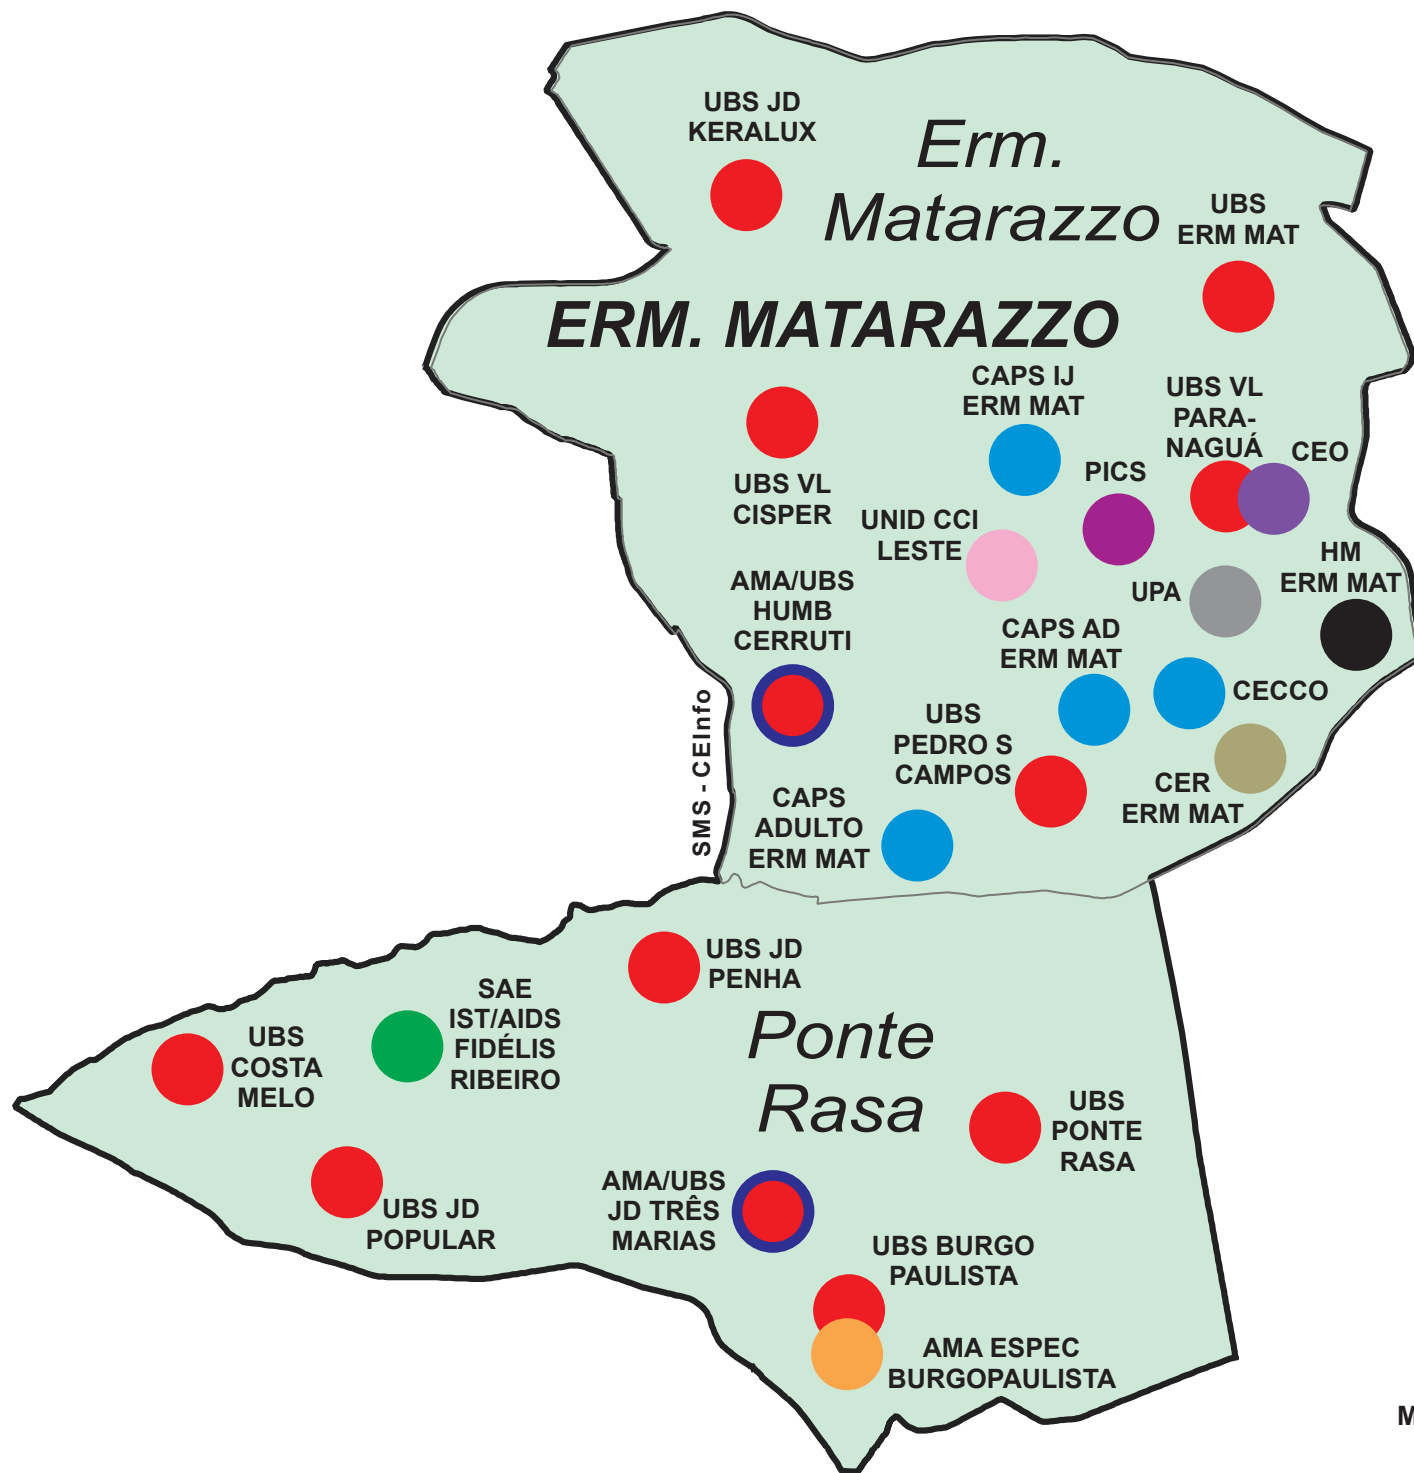 UBS JD
KERALUX
Erm.
Matarazzo
UBS
ERM MAT
ERM. MATARAZZO
CAPS IJ
ERM MAT
UBS VL
PARA-
NAGUÁ
CEO
PICS
UBS VL
CISPER
UNID CCI
LESTE
HM
ERM MAT
UPA
AMA/UBS
HUMB
CERRUTI
CAPS AD
ERM MAT
CECCO
UBS
PEDRO S
CAMPOS
CER
ERM MAT
SMS - CEInfo
CAPS
ADULTO
ERM MAT
UBS JD
PENHA
SAE
IST/AIDS
FIDÉLIS
RIBEIRO
UBS
COSTA
MELO
Ponte
Rasa
UBS
PONTE
RASA
UBS JD
POPULAR
AMA/UBS
JD TRÊS
MARIAS
UBS BURGO
PAULISTA
AMA ESPEC
BURGOPAULISTA
M